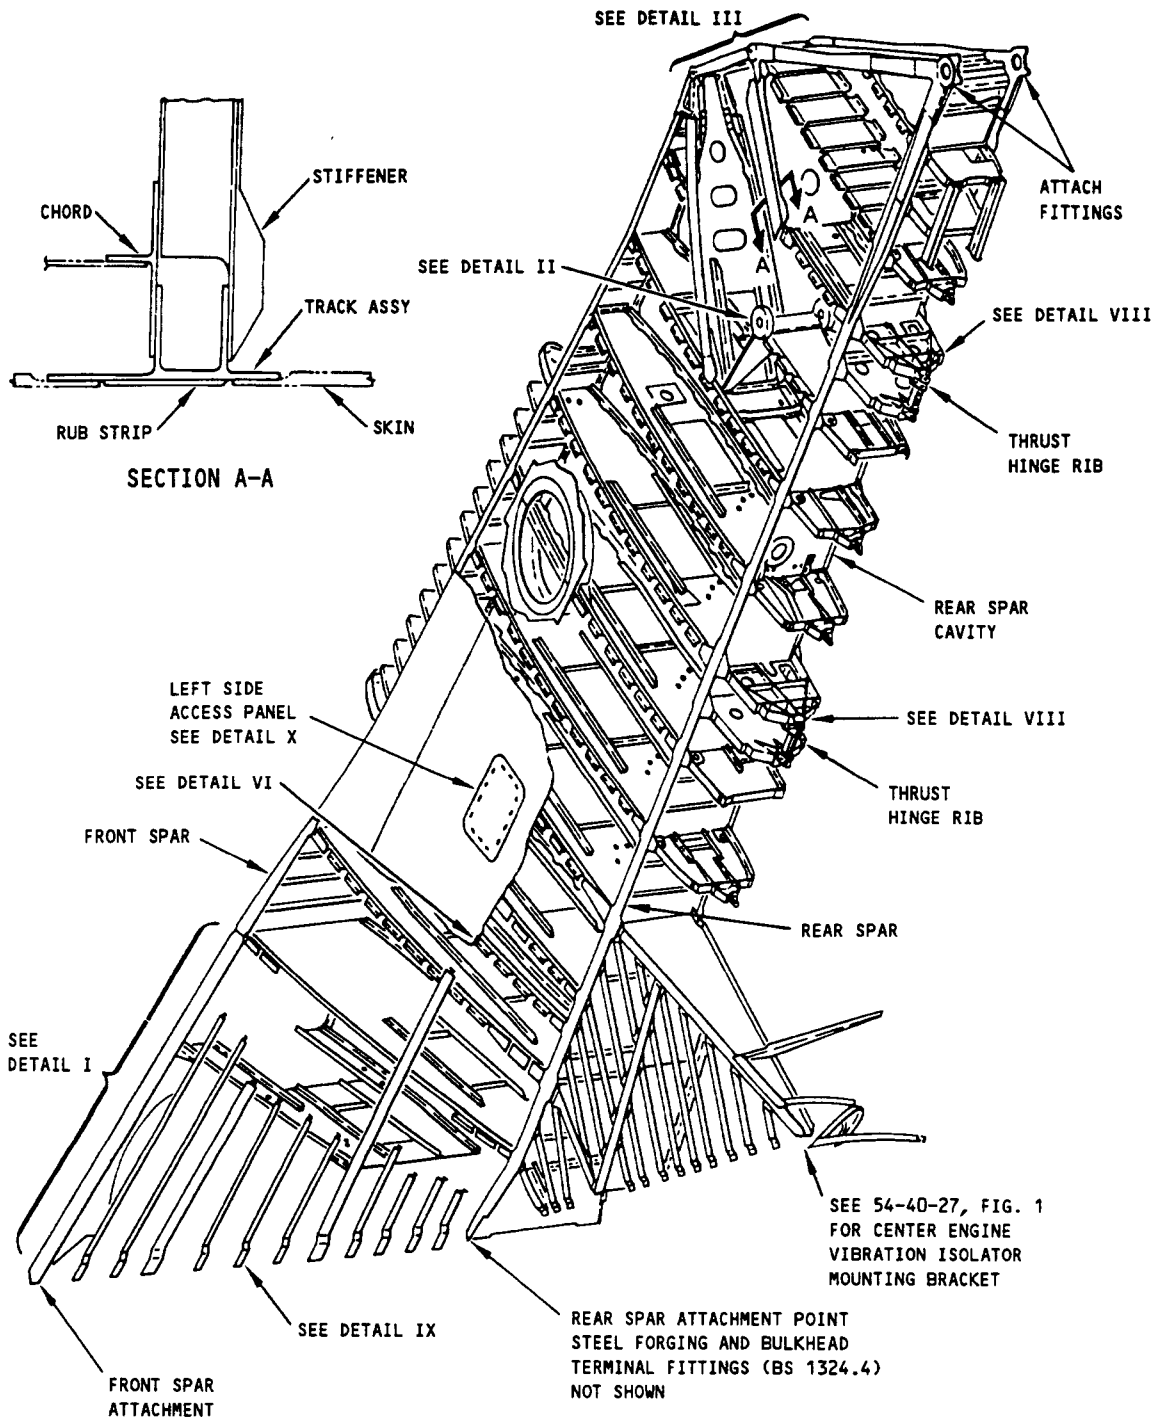 SEE DETAIL III
STIFFENER
CHORD
ATTACH
FITTINGS
A
A
SEE DETAIL II
TRACK ASSY
SEE DETAIL VIII
RUB STRIP
SKIN
THRUST
HINGE RIB
SECTION A-A
REAR SPAR
CAVITY
LEFT SIDE
ACCESS PANEL
SEE DETAIL X
SEE DETAIL VIII
SEE DETAIL VI
THRUST
HINGE RIB
FRONT SPAR
REAR SPAR
SEE
DETAIL I
SEE 54-40-27, FIG. 1
FOR CENTER ENGINE
VIBRATION ISOLATOR
MOUNTING BRACKET
SEE DETAIL IX
REAR SPAR ATTACHMENT POINT
STEEL FORGING AND BULKHEAD
TERMINAL FITTINGS (BS 1324.4)
NOT SHOWN
FRONT SPAR
ATTACHMENT